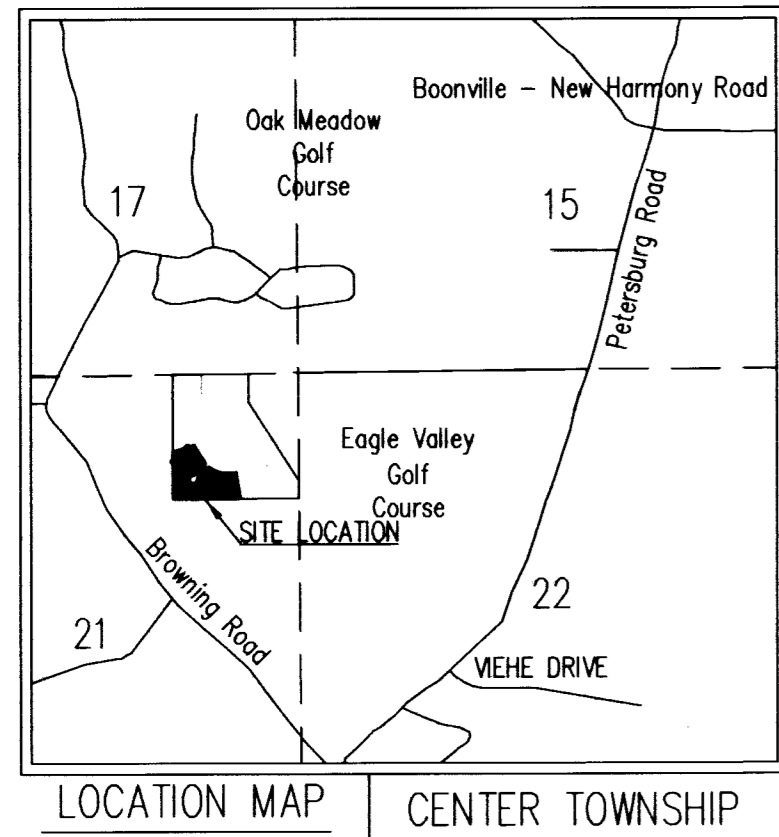 Boonville - New Harmony Road
Oak Meadow
Golf
Course
17
15
Petersburg Road
Eagle Valley
Golf
Course
SITE LOCATION
Browning Road
22
21
VIEHE DRIVE
LOCATION MAP
CENTER TOWNSHIP